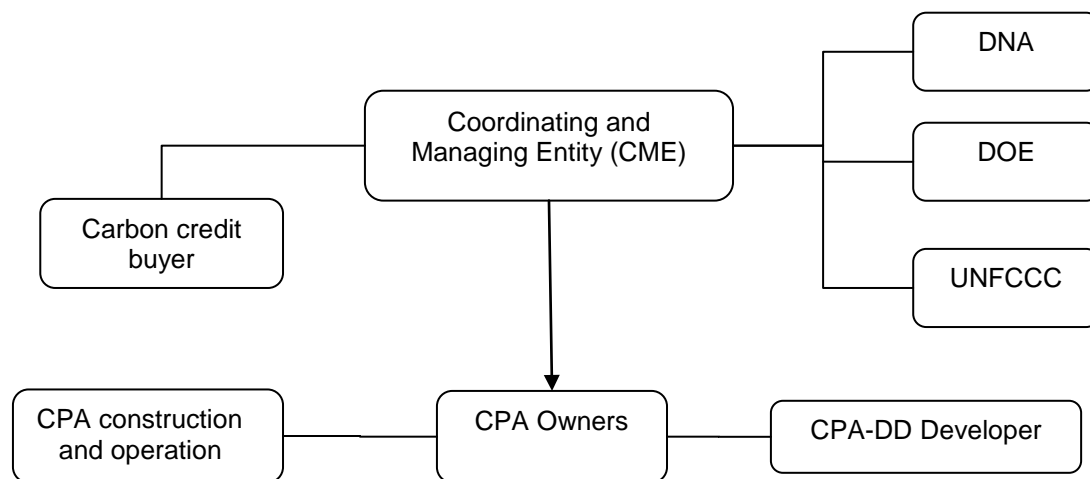 DNA
Coordinating and
Managing Entity (CME)
DOE
Carbon credit
buyer
UNFCCC
CPA construction
and operation
CPA Owners
CPA-DD Developer